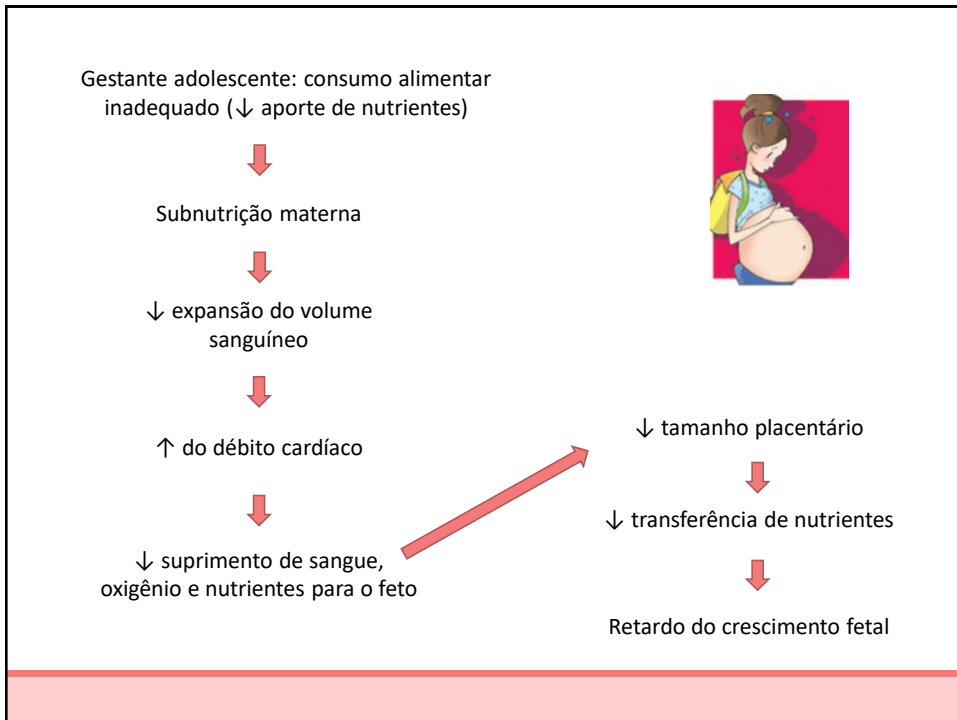 Gestante adolescente: consumo alimentar
inadequado (↓ aporte de nutrientes)
Subnutrição materna
↓ expansão do volume
sanguíneo
↑ do débito cardíaco
↓ suprimento de sangue,
oxigênio e nutrientes para o feto
↓ tamanho placentário
↓ transferência de nutrientes
Retardo do crescimento fetal